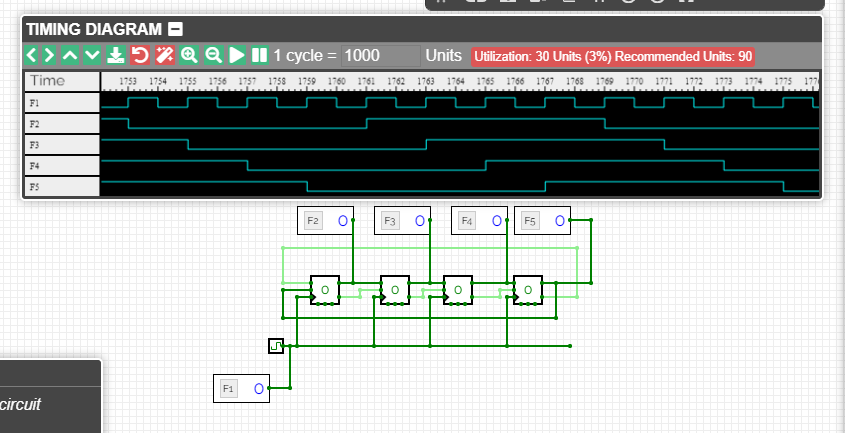 TIMING DIAGRAM
1 cycle = 1000 Units Utilization: 30 Units (3%) Recommended Units: 90
Time 1753 1754 1755 1756 1757 1758 1759 1760 1761 1762 1763 1764 1765 1766 1767 1768 1769 1770 1771 1772 1773 1774 1775
F1
F2
F3
F4
F5
F2 0 F3 0 F4 0 F5 0
0 0 0 0
F1 0
circuit